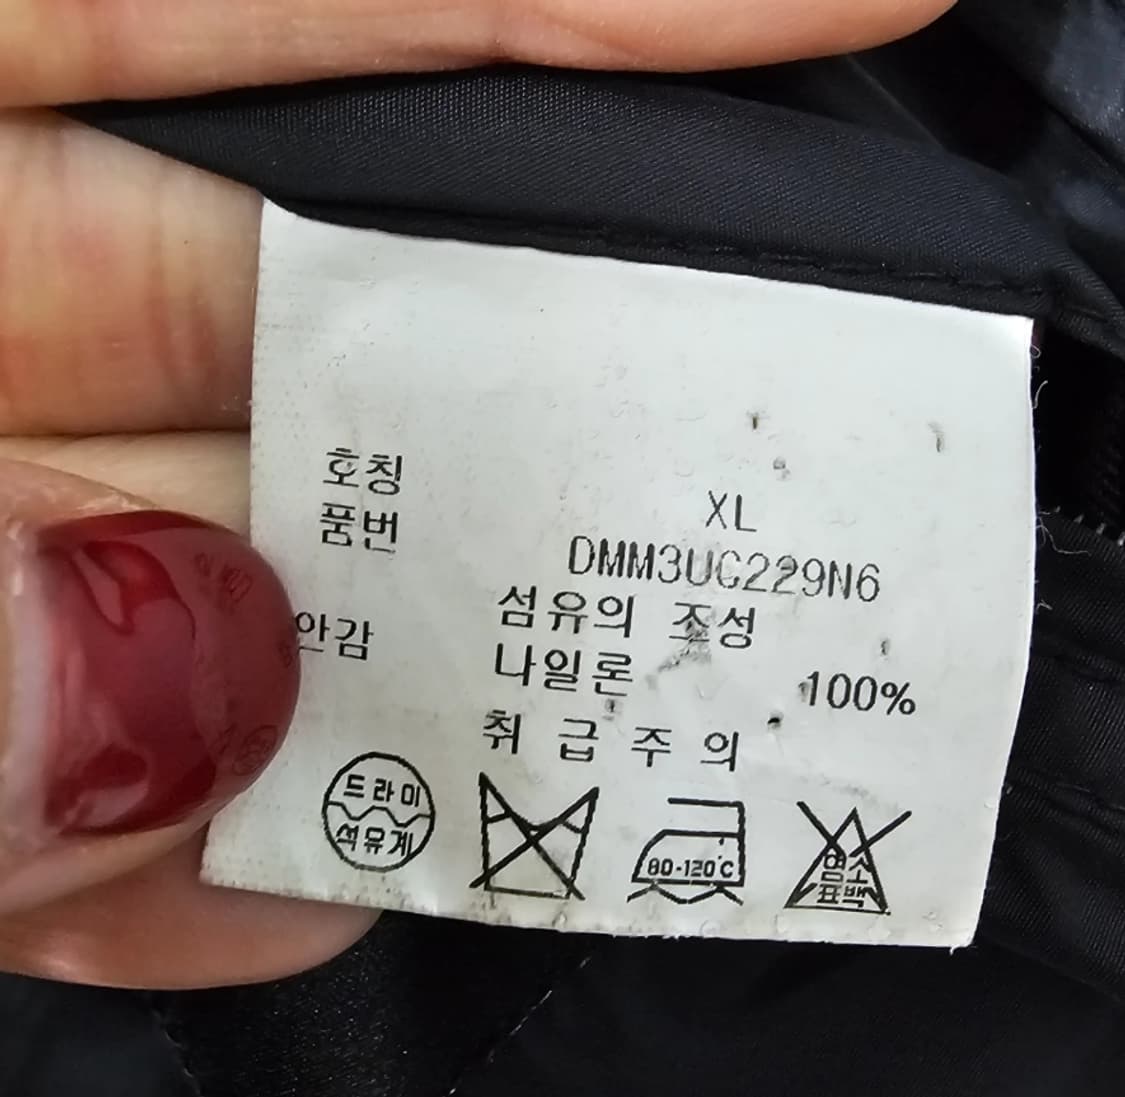 호칭 XL
품번 DMM3UC229N6
섬유의 조성
안감 나일론 100%
취급주의
드라이
석유계
80-120℃
염소
표백